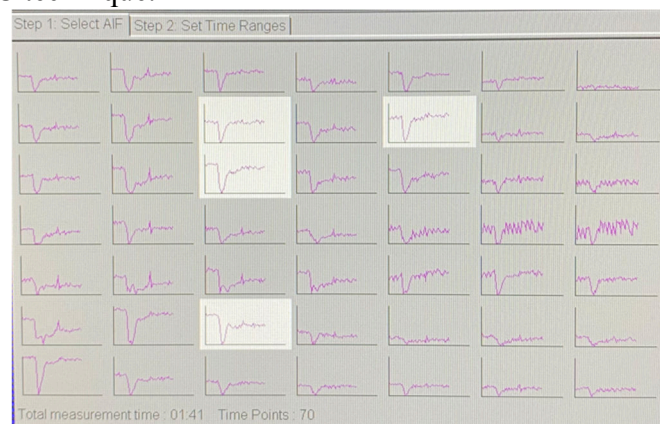 Step 1: Select AIF Step 2: Set Time Ranges
Total measurement time : 01:41 Time Points : 70